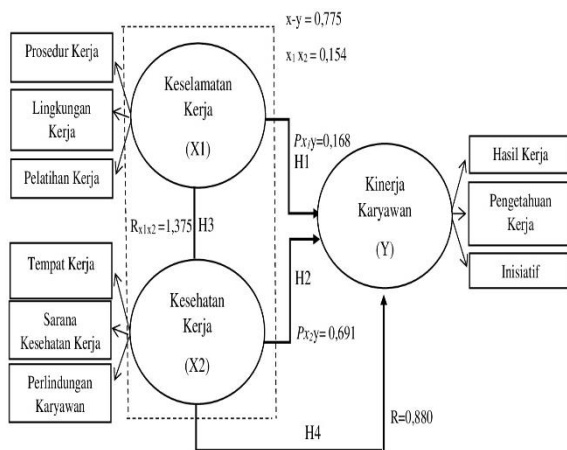 x-y = 0,775
x₁ x₂ = 0,154
Prosedur Kerja
Lingkungan
Kerja
Pelatihan Kerja
Keselamatan
Kerja
(X1)
Px₁y=0,168
H1
Rx1x2=1,375
H3
Tempat Kerja
Sarana
Kesehatan Kerja
Perlindungan
Karyawan
Kesehatan
Kerja
(X2)
H2
Px₂y=0,691
Kinerja
Karyawan
(Y)
Hasil Kerja
Pengetahuan
Kerja
Inisiatif
H4
R=0,880